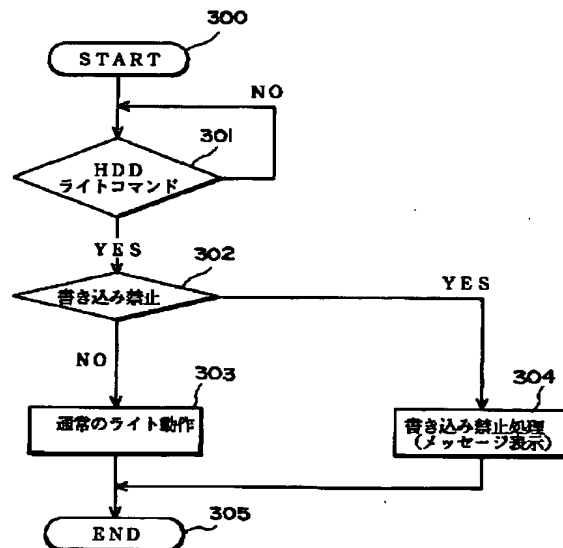 300
START
NO
301
HDD
ライトコマンド
YES
302
書き込み禁止
YES
NO
303
通常のライト動作
304
書き込み禁止処理
(メッセージ表示)
END
305